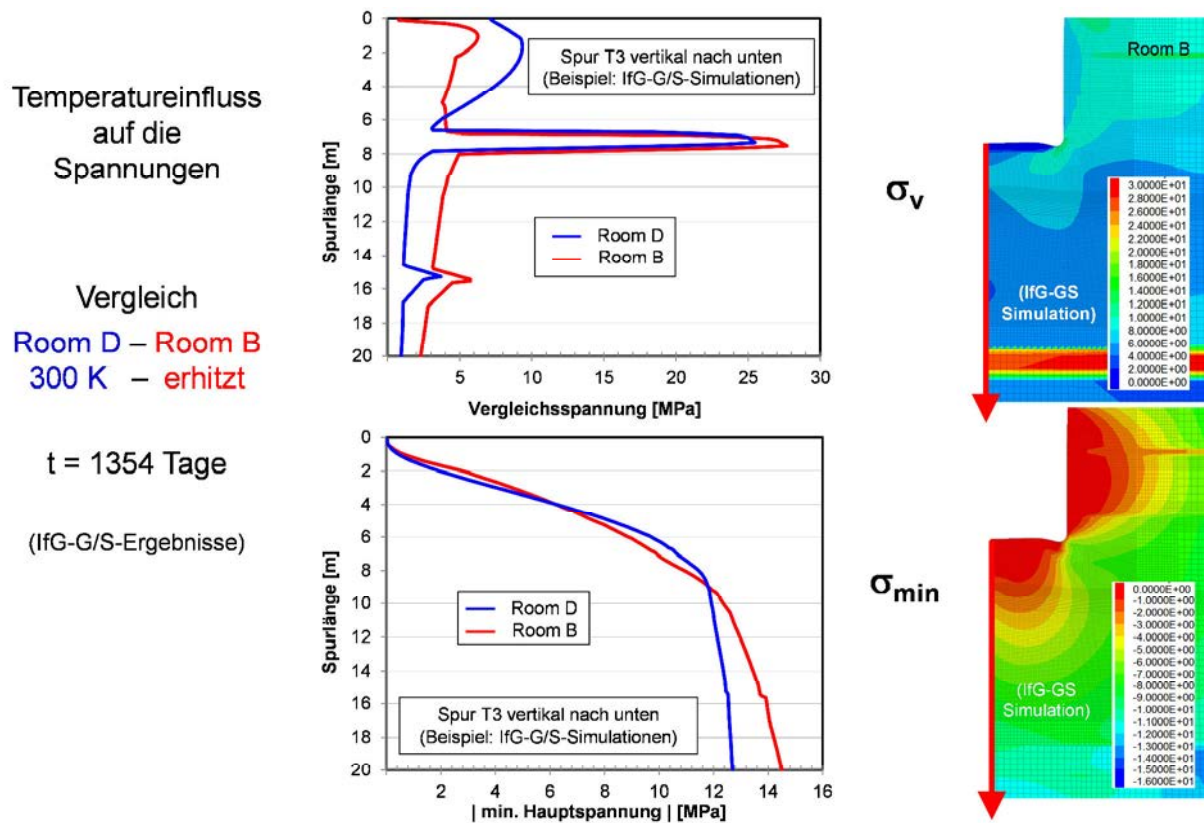 Temperatureinfluss
auf die
Spannungen
Vergleich
Room D – Room B
300 K – erhitzt
t = 1354 Tage
(IfG-G/S-Ergebnisse)
0
2
4
6
8
10
12
14
16
18
20
Spurlänge [m]
Spur T3 vertikal nach unten
(Beispiel: IfG-G/S-Simulationen)
Room D
Room B
5
10
15
20
25
30
Vergleichsspannung [MPa]
σv
Room B
3.0000E+01
2.8000E+01
2.6000E+01
2.4000E+01
2.2000E+01
2.0000E+01
1.8000E+01
1.6000E+01
1.4000E+01
1.2000E+01
1.0000E+01
8.0000E+00
6.0000E+00
4.0000E+00
2.0000E+00
0.0000E+00
(IfG-GS
Simulation)
0
2
4
6
8
10
12
14
16
18
20
Spurlänge [m]
Room D
Room B
Spur T3 vertikal nach unten
(Beispiel: IfG-G/S-Simulationen)
0
2
4
6
8
10
12
14
16
| min. Hauptspannung | [MPa]
σmin
0.0000E+00
-1.0000E+00
-2.0000E+00
-3.0000E+00
-4.0000E+00
-5.0000E+00
-6.0000E+00
-7.0000E+00
-8.0000E+00
-9.0000E+00
-1.0000E+01
-1.1000E+01
-1.2000E+01
-1.3000E+01
-1.4000E+01
-1.5000E+01
-1.6000E+01
(IfG-GS
Simulation)